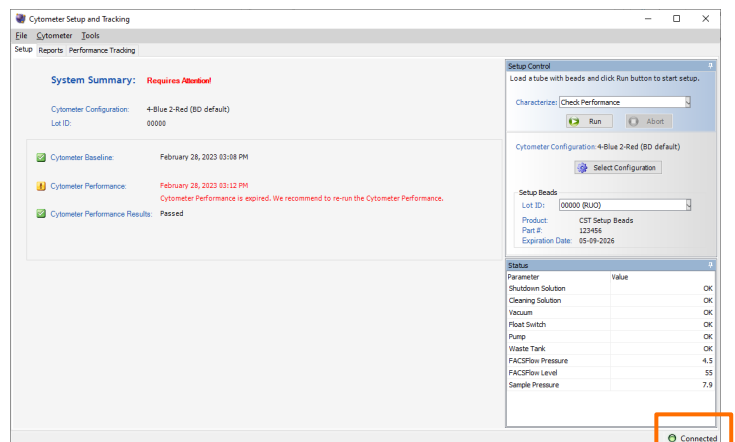 Cytometer Setup and Tracking
File Cytometer Tools
Setup Reports Performance Tracking
System Summary: Requires Attention!
Cytometer Configuration: 4-Blue 2-Red (BD default)
Lot ID: 00000
Cytometer Baseline: February 28, 2023 03:08 PM
Cytometer Performance: February 28, 2023 03:12 PM
Cytometer Performance is expired. We recommend to re-run the Cytometer Performance.
Cytometer Performance Results: Passed
Setup Control
Load a tube with beads and click Run button to start setup.
Characterize: Check Performance
Run Abort
Cytometer Configuration: 4-Blue 2-Red (BD default)
Select Configuration
Setup Beads
Lot ID: 00000 (RUO)
Product: CST Setup Beads
Part #: 123456
Expiration Date: 05-09-2026
Status
Parameter Value
Shutdown Solution OK
Cleaning Solution OK
Vacuum OK
Float Switch OK
Pump OK
Waste Tank OK
FACSFlow Pressure 4.5
FACSFlow Level 55
Sample Pressure 7.9
Connected